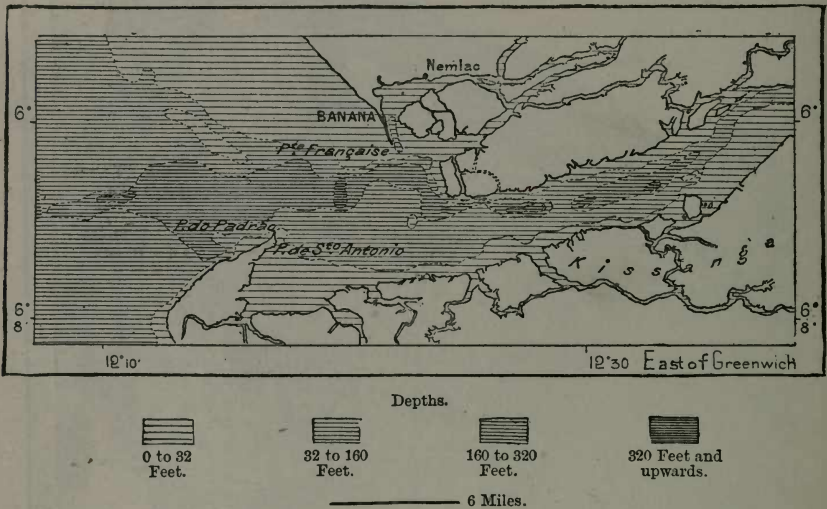 Nemlac
6°
6°
BANANA
Pte Française
P. do Padrão
P. de Sto Antonio
Kissanga
6°
8'
6°
8'
12°10'
12°30 East of Greenwich
Depths.
0 to 32
Feet.
32 to 160
Feet.
160 to 320
Feet.
320 Feet and
upwards.
6 Miles.